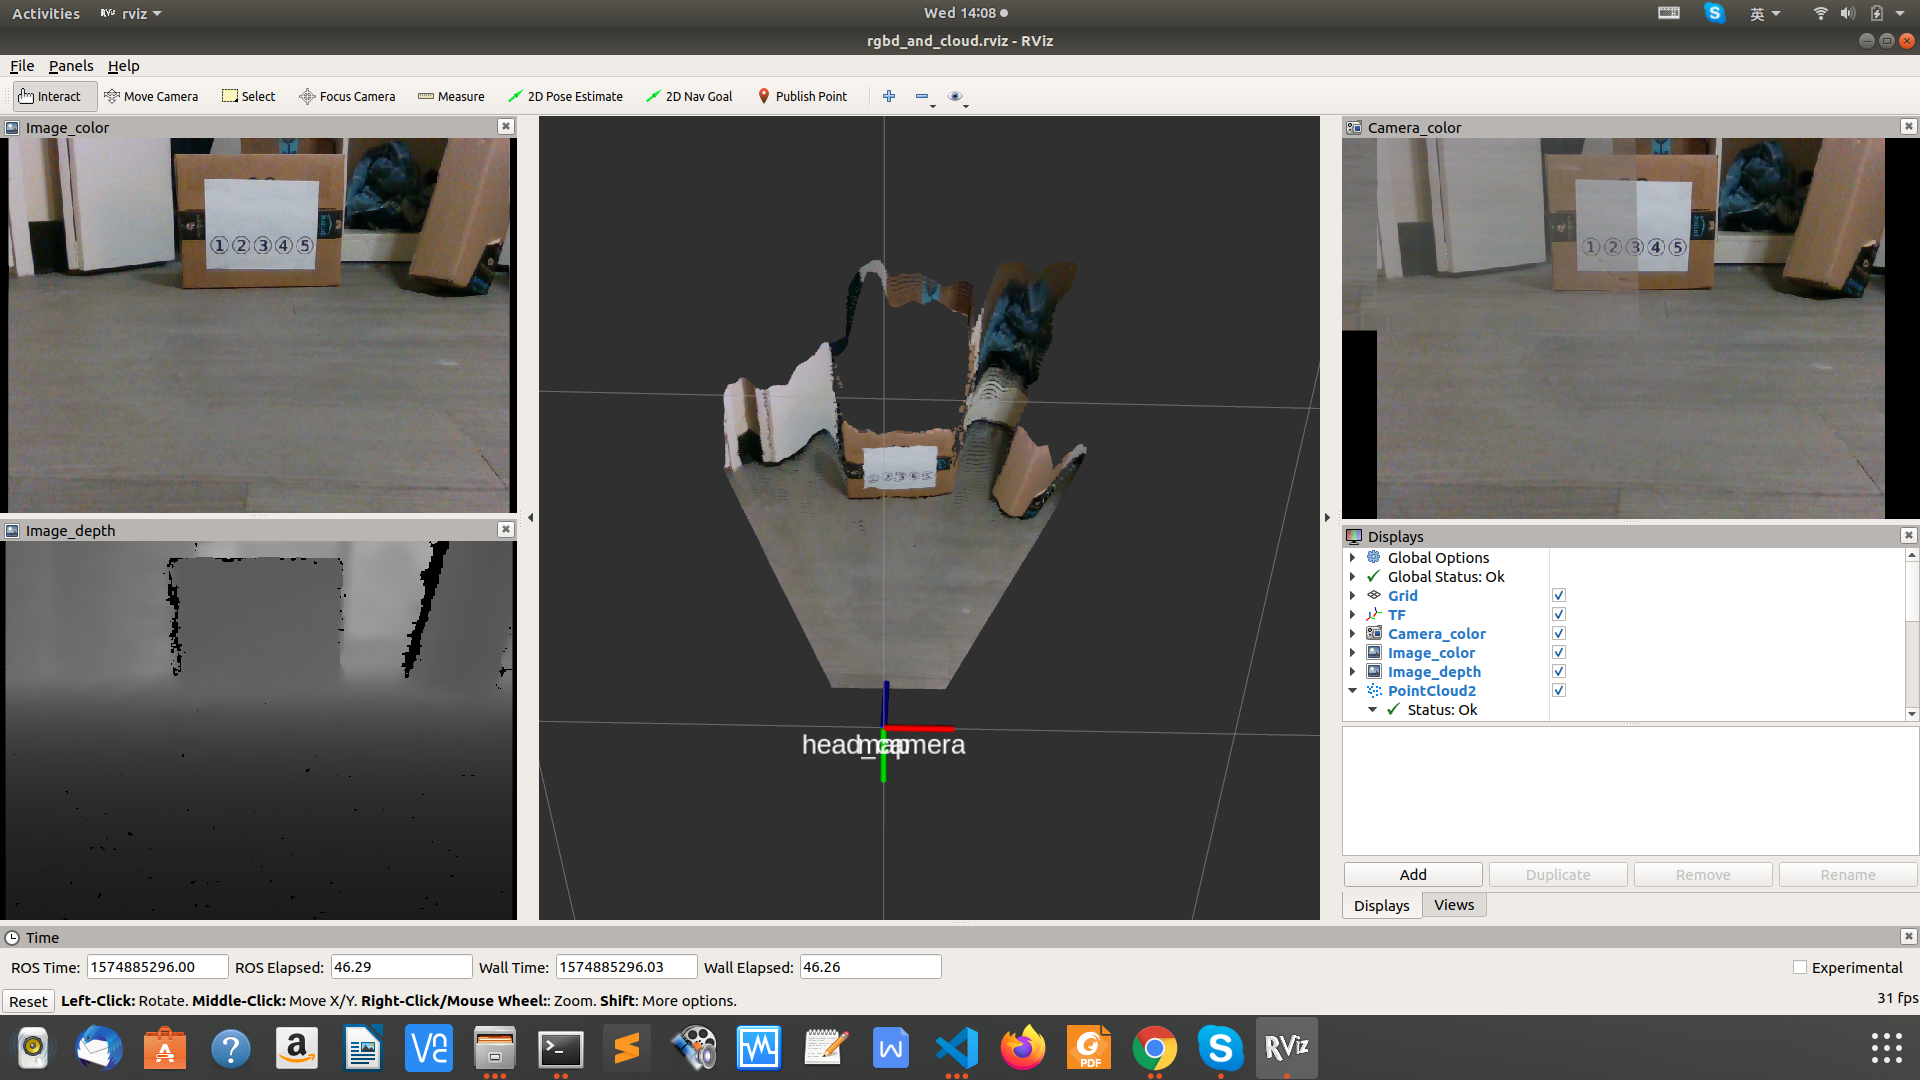 Activities rviz Wed 14:08 英
rgbd_and_cloud.rviz - RViz
File Panels Help
Interact Move Camera Select Focus Camera Measure 2D Pose Estimate 2D Nav Goal Publish Point
Image_color
①②③④⑤
Image_depth
head_camera
map
Camera_color
①②③④⑤
Displays
Global Options
Global Status: Ok
Grid
TF
Camera_color
Image_color
Image_depth
PointCloud2
Status: Ok
Add Duplicate Remove Rename
Displays Views
Time
ROS Time: 1574885296.00 ROS Elapsed: 46.29 Wall Time: 1574885296.03 Wall Elapsed: 46.26 Experimental
Reset Left-Click: Rotate. Middle-Click: Move X/Y. Right-Click/Mouse Wheel:: Zoom. Shift: More options. 31 fps
PDF
RViz